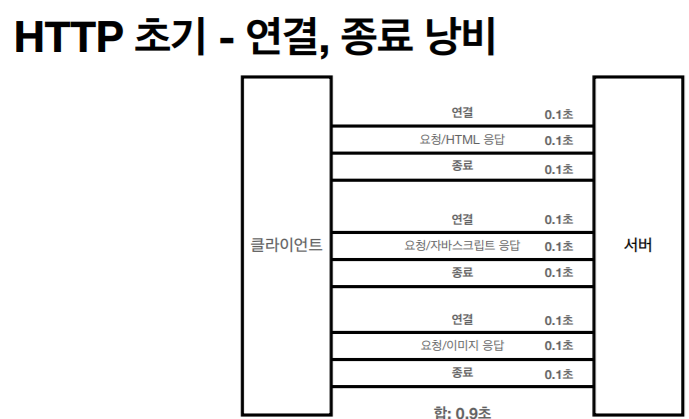 HTTP 초기 - 연결, 종료 낭비
연결 0.1초
요청/HTML 응답 0.1초
종료 0.1초
연결 0.1초
클라이언트 요청/자바스크립트 응답 0.1초 서버
종료 0.1초
연결 0.1초
요청/이미지 응답 0.1초
종료 0.1초
합: 0.9초